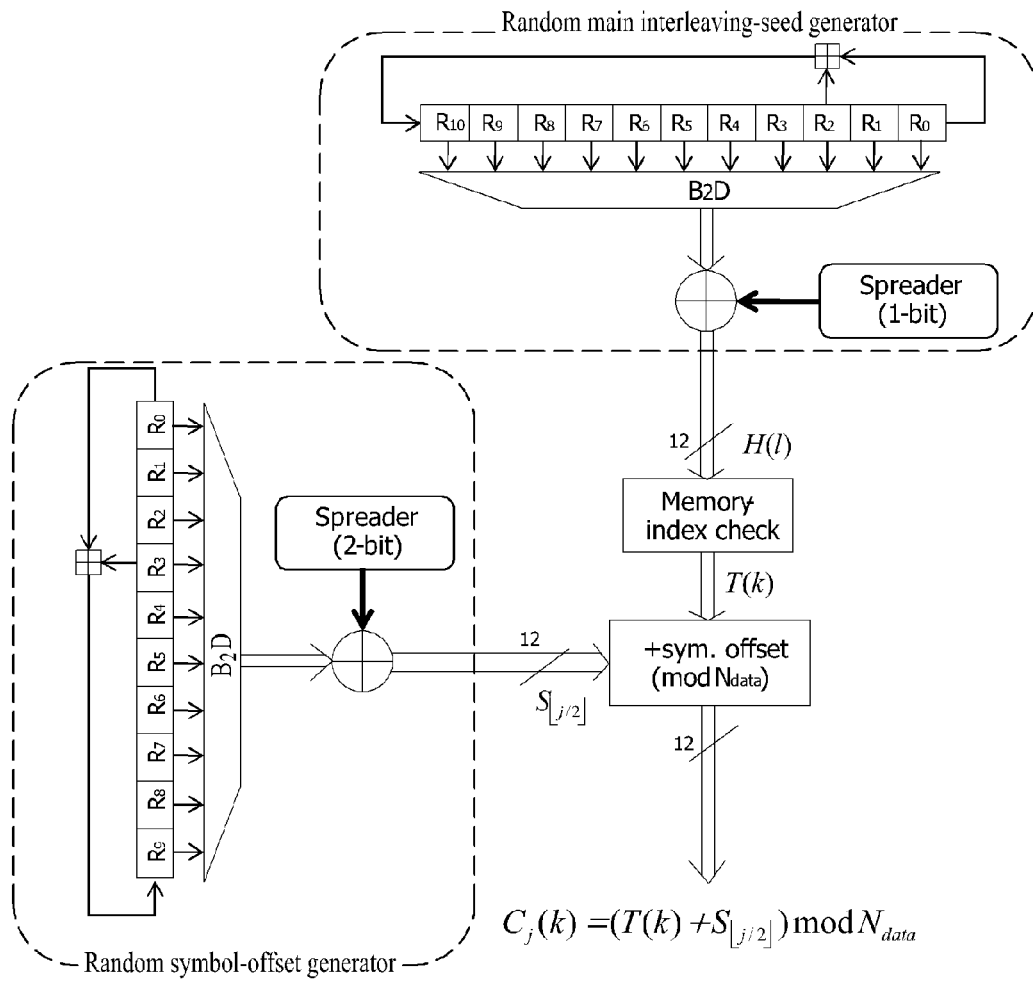 Random main interleaving-seed generator
R10 R9 R8 R7 R6 R5 R4 R3 R2 R1 R0
B2D
Spreader
(1-bit)
12
H(l)
Memory-
index check
T(k)
R0
R1
R2
R3
R4
R5
R6
R7
R8
R9
B2D
Spreader
(2-bit)
12
S⌊j/2⌋
+sym. offset
(mod Ndata)
12
Cj(k) = (T(k) + S⌊j/2⌋) mod Ndata
Random symbol-offset generator